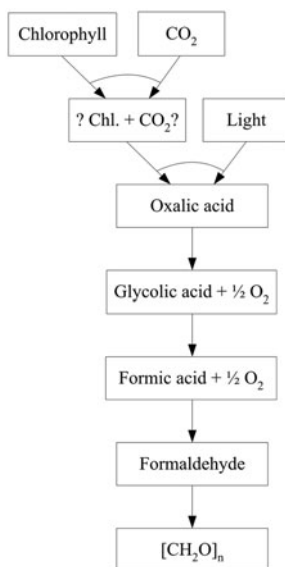 Chlorophyll
CO₂
? Chl. + CO₂?
Light
Oxalic acid
Glycolic acid + ½ O₂
Formic acid + ½ O₂
Formaldehyde
[CH₂O]ₙ